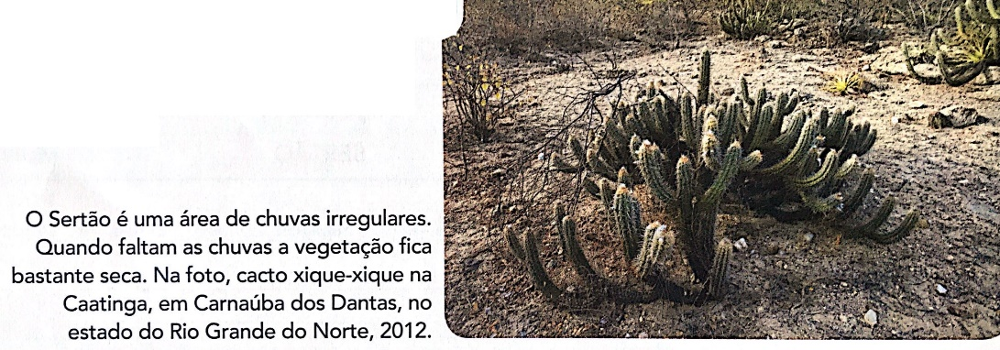 O Sertão é uma área de chuvas irregulares.
Quando faltam as chuvas a vegetação fica
bastante seca. Na foto, cacto xique-xique na
Caatinga, em Carnaúba dos Dantas, no
estado do Rio Grande do Norte, 2012.